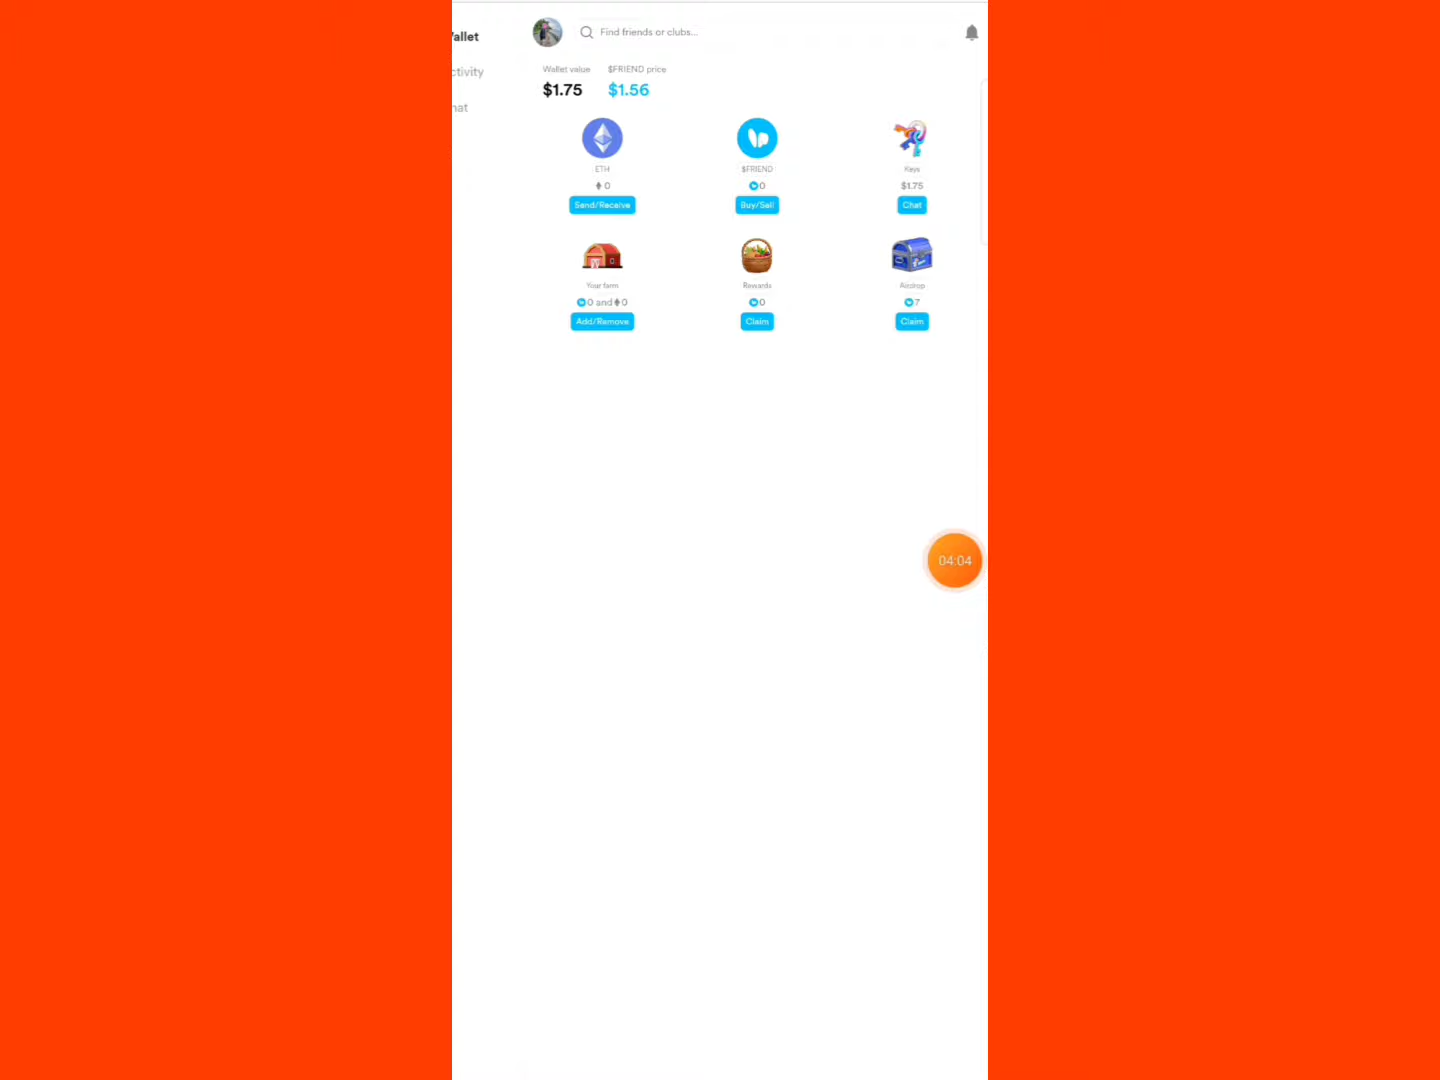 allet
ctivity
hat
Find friends or clubs...
Wallet value
$1.75
$FRIEND price
$1.56
ETH
0
Send/Receive
$FRIEND
0
Buy/Sell
Keys
$1.75
Chat
Your farm
0 and 0
Add/Remove
Rewards
0
Claim
Airdrop
7
Claim
04:04